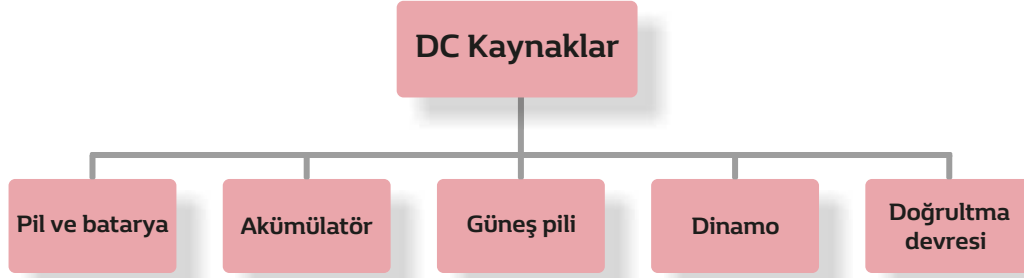 DC Kaynaklar
Pil ve batarya
Akümülatör
Güneş pili
Dinamo
Doğrultma
devresi